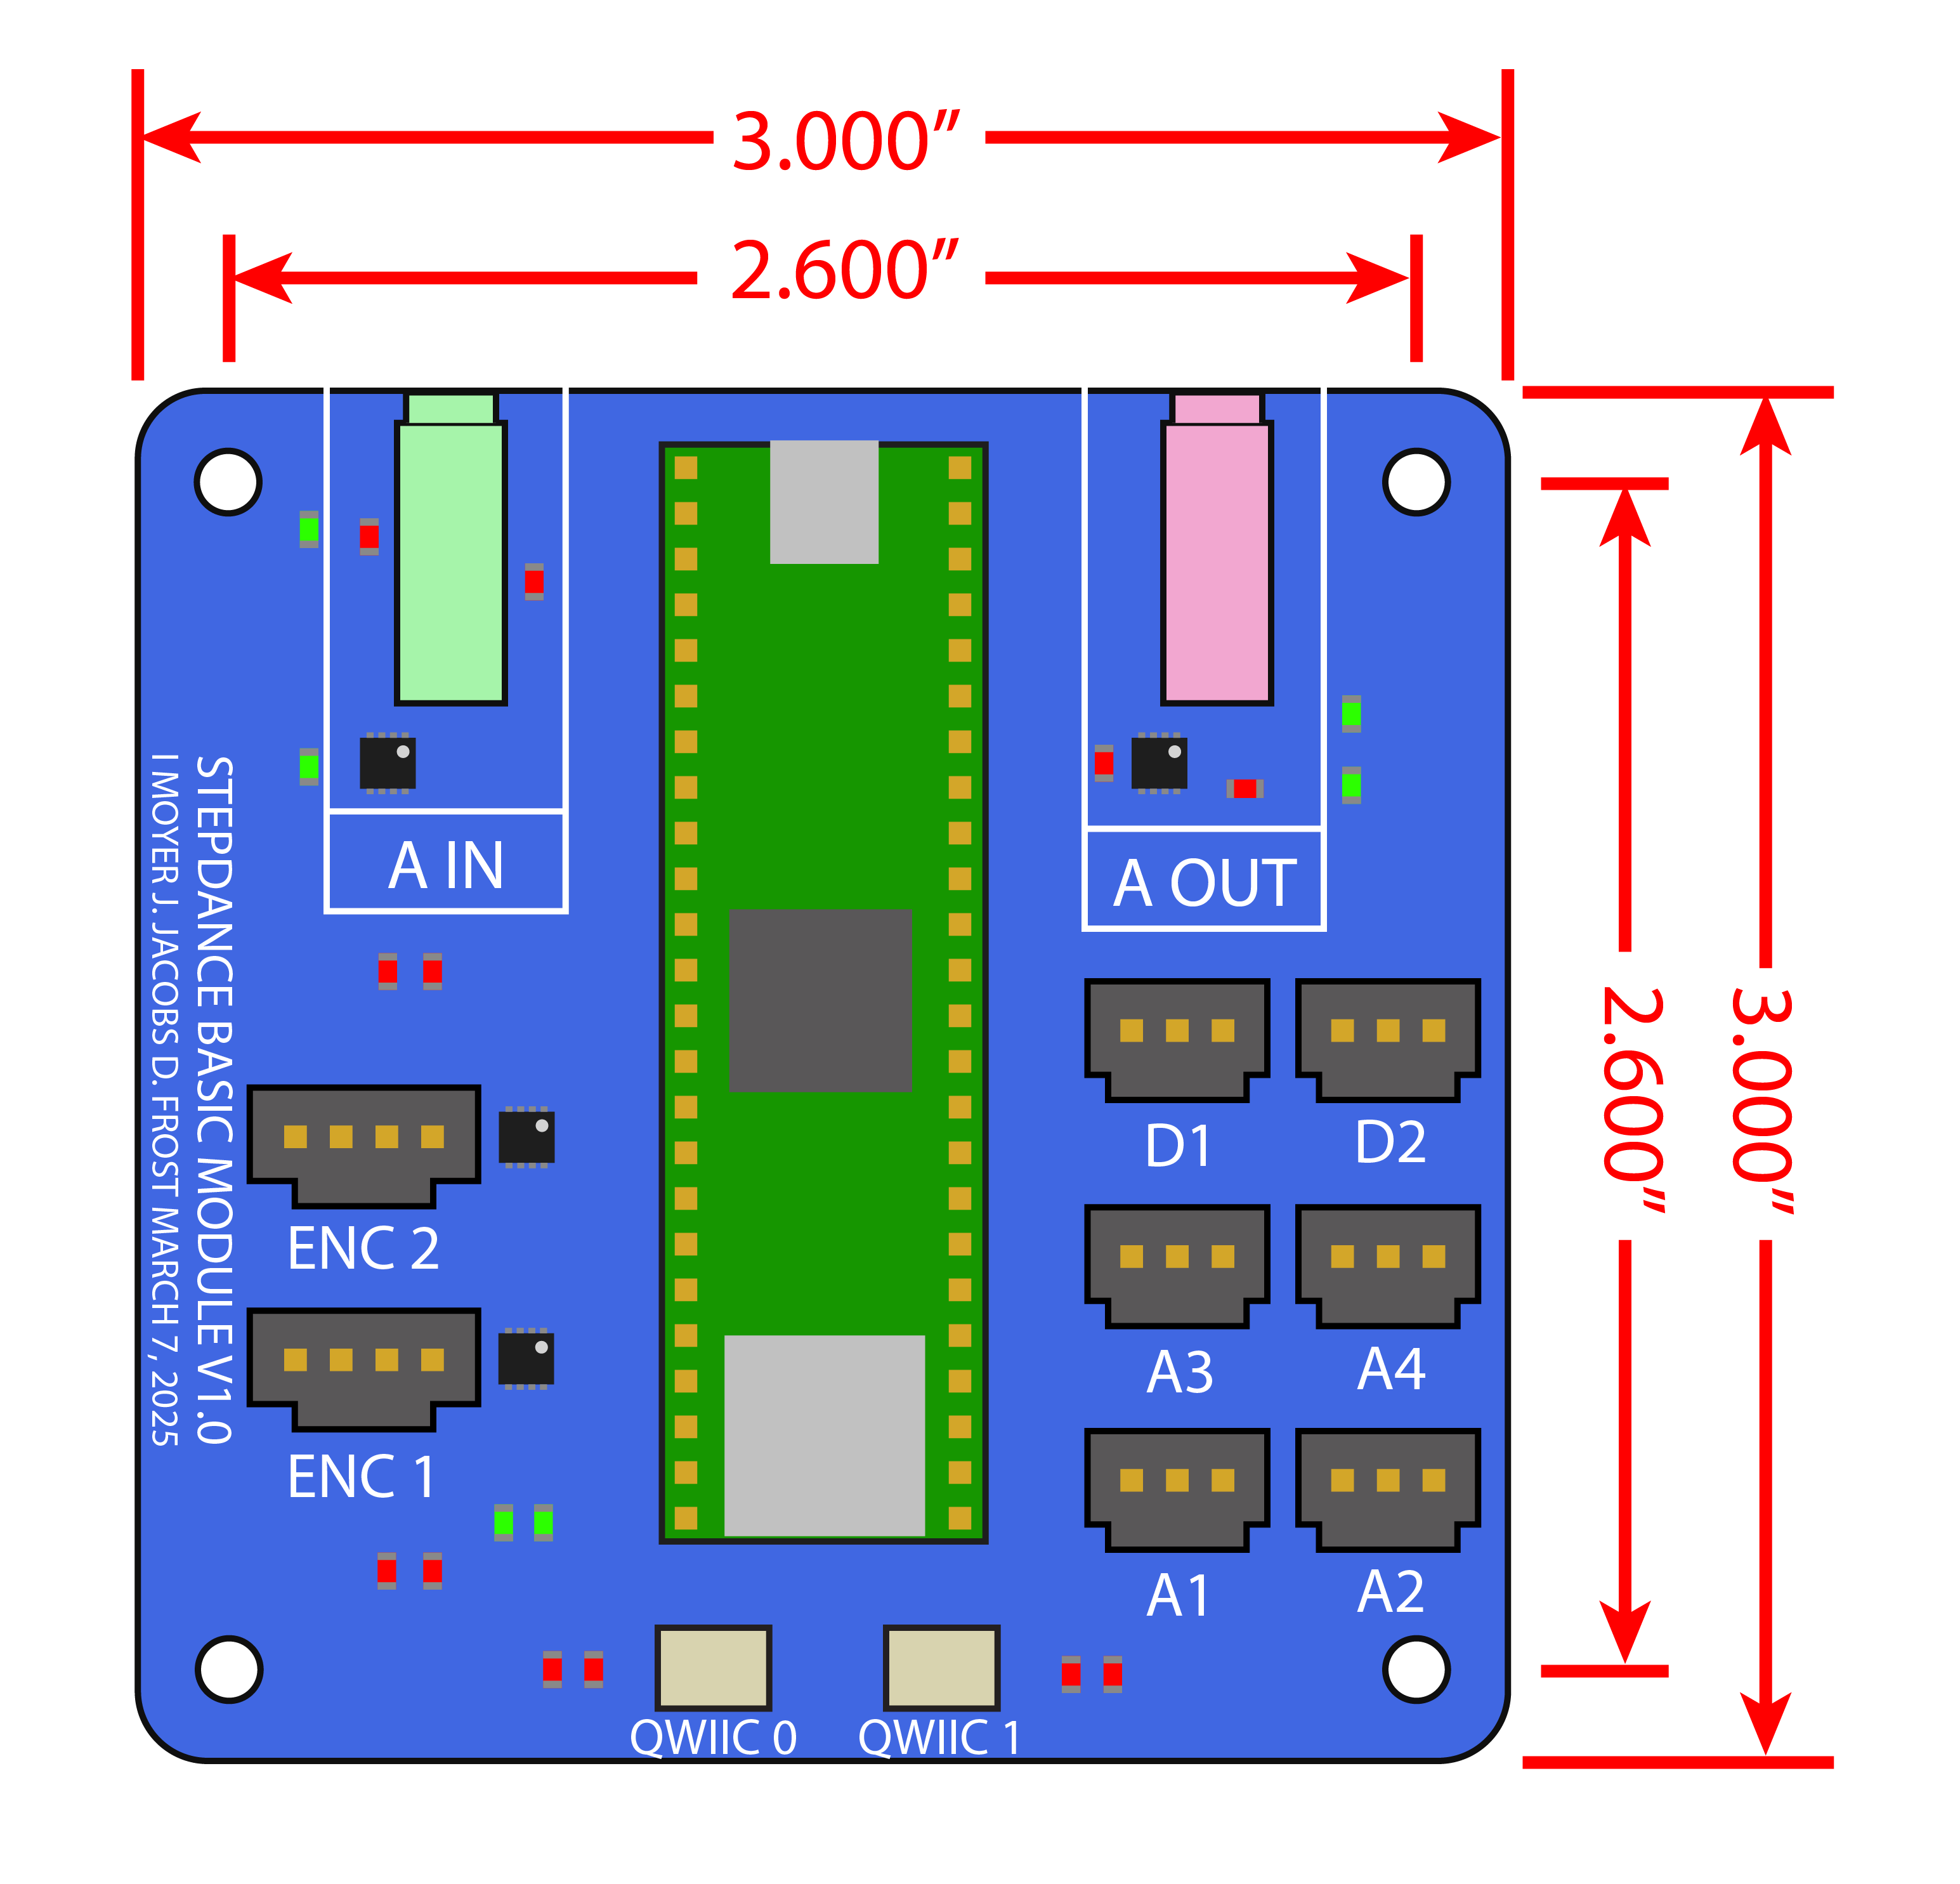 3.000”
2.600”
A IN
A OUT
STEPDANCE BASIC MODULE V1.0
I MOYER J. JACOBS D. FROST MARCH 7, 2025
2.600”
3.000”
D1
D2
ENC 2
A3
A4
ENC 1
A1
A2
QWIIC 0
QWIIC 1